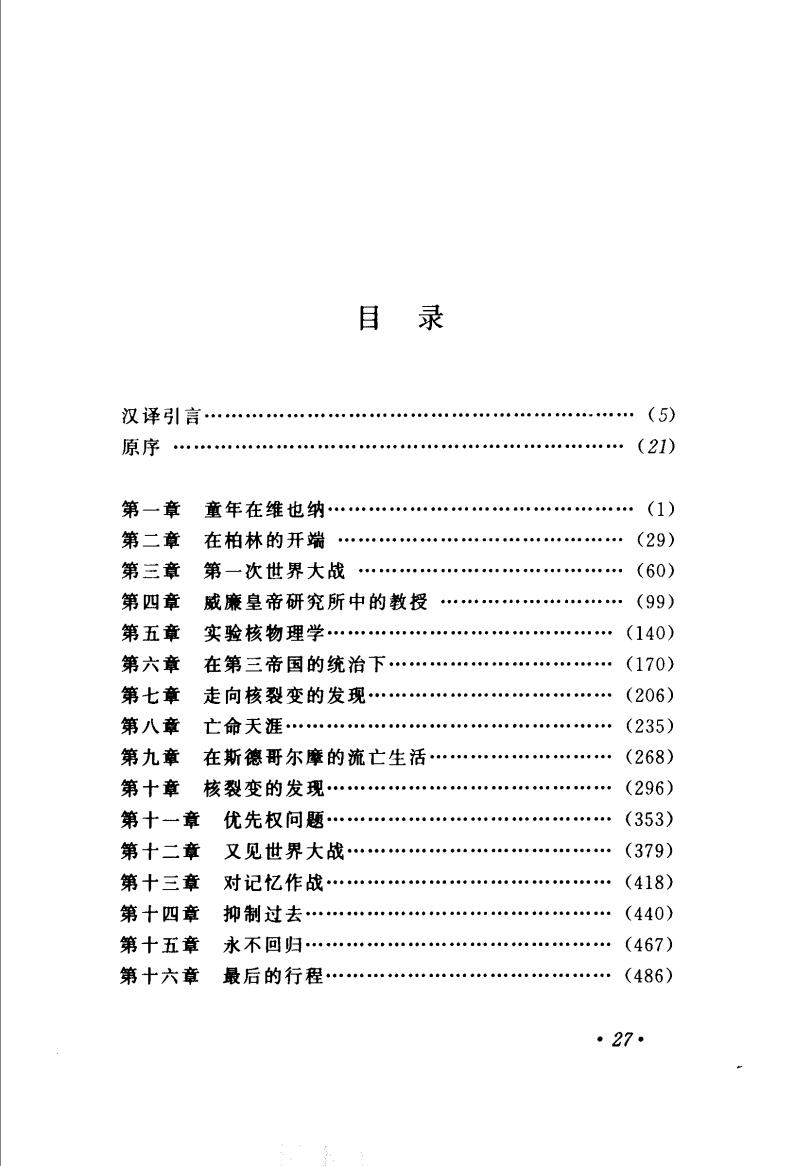 目 录
汉译引言…………………………………………………………（5）
原序……………………………………………………………（21）
第一章 童年在维也纳………………………………………（1）
第二章 在柏林的开端……………………………………（29）
第三章 第一次世界大战…………………………………（60）
第四章 威廉皇帝研究所中的教授………………………（99）
第五章 实验核物理学……………………………………（140）
第六章 在第三帝国的统治下……………………………（170）
第七章 走向核裂变的发现………………………………（206）
第八章 亡命天涯…………………………………………（235）
第九章 在斯德哥尔摩的流亡生活………………………（268）
第十章 核裂变的发现……………………………………（296）
第十一章 优先权问题……………………………………（353）
第十二章 又见世界大战…………………………………（379）
第十三章 对记忆作战……………………………………（418）
第十四章 抑制过去………………………………………（440）
第十五章 永不回归………………………………………（467）
第十六章 最后的行程……………………………………（486）
·27·